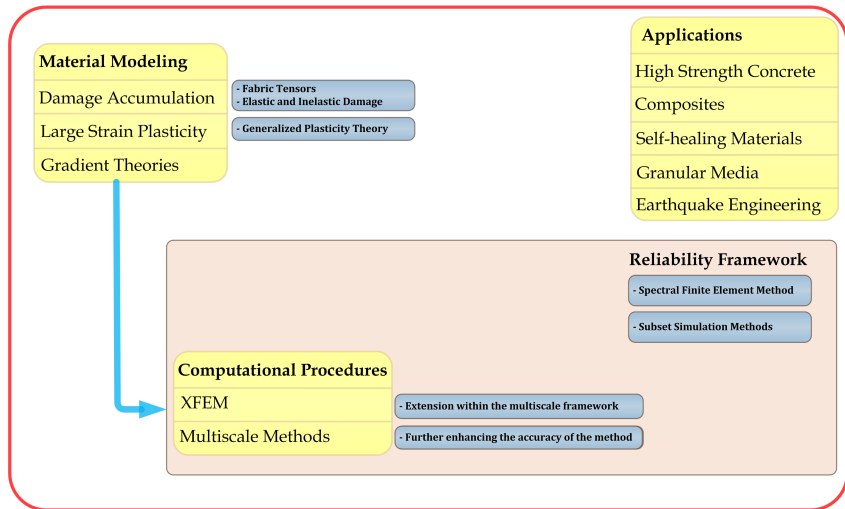 Material Modeling
Damage Accumulation
- Fabric Tensors
- Elastic and Inelastic Damage
Large Strain Plasticity
- Generalized Plasticity Theory
Gradient Theories
Applications
High Strength Concrete
Composites
Self-healing Materials
Granular Media
Earthquake Engineering
Reliability Framework
- Spectral Finite Element Method
- Subset Simulation Methods
Computational Procedures
XFEM
- Extension within the multiscale framework
Multiscale Methods
- Further enhancing the accuracy of the method